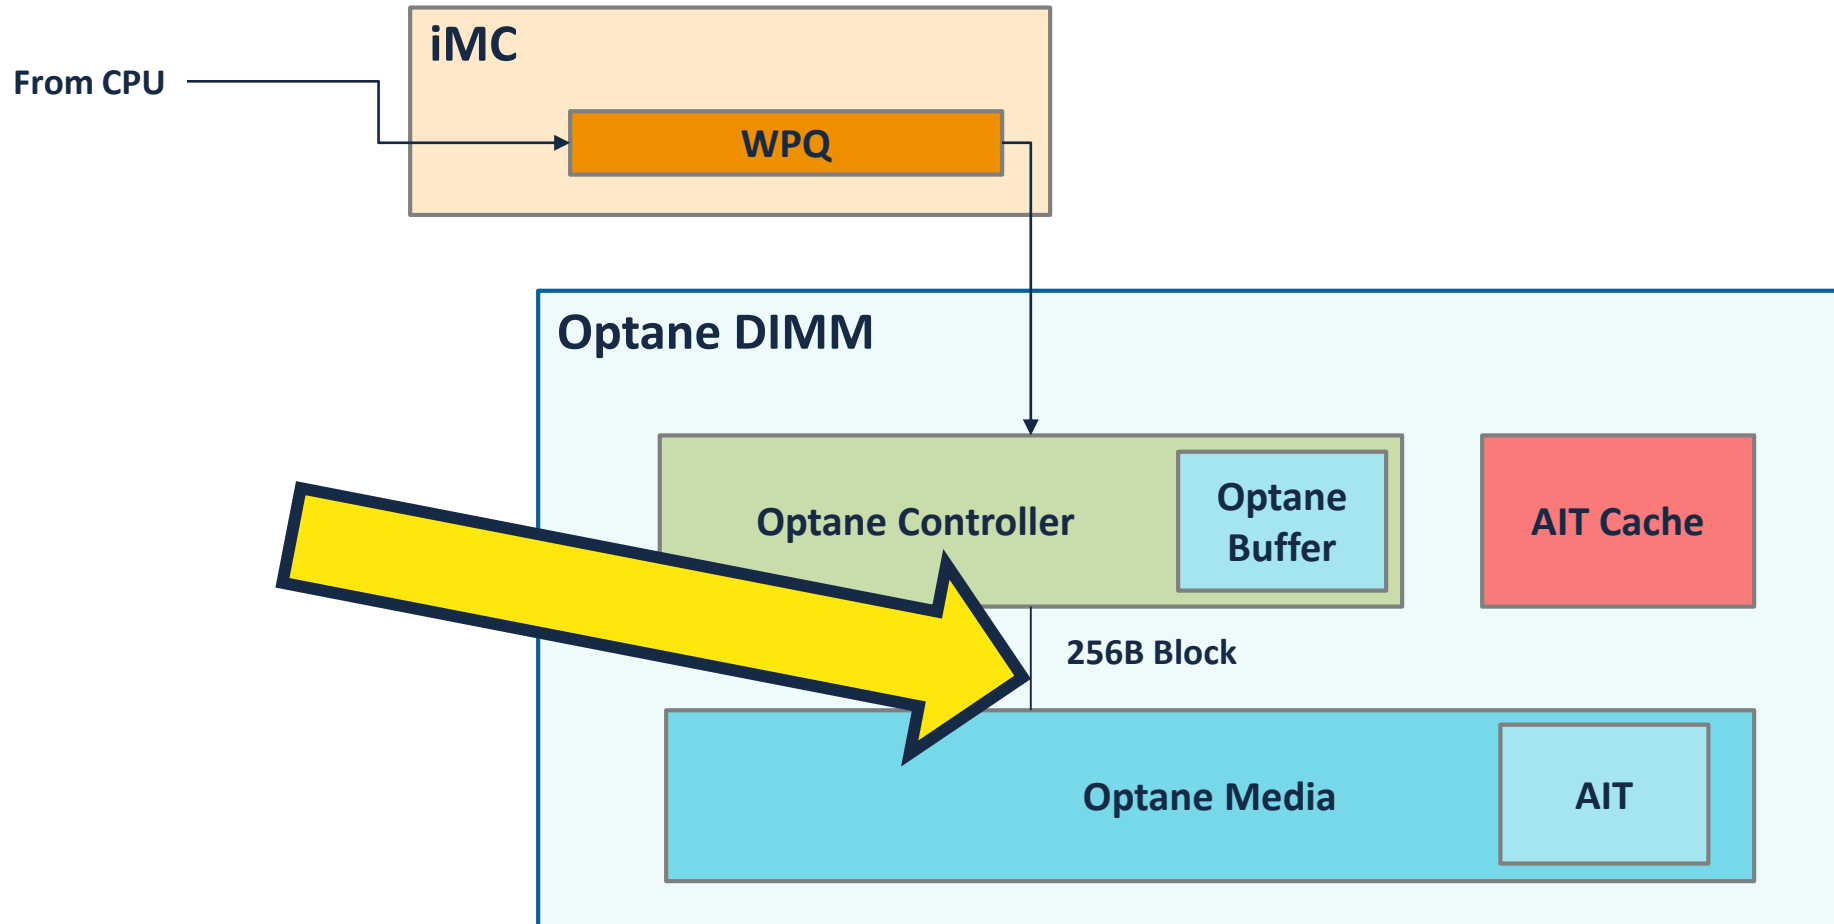 iMC
From CPU
WPQ
Optane DIMM
Optane Controller
Optane
Buffer
AIT Cache
256B Block
Optane Media
AIT